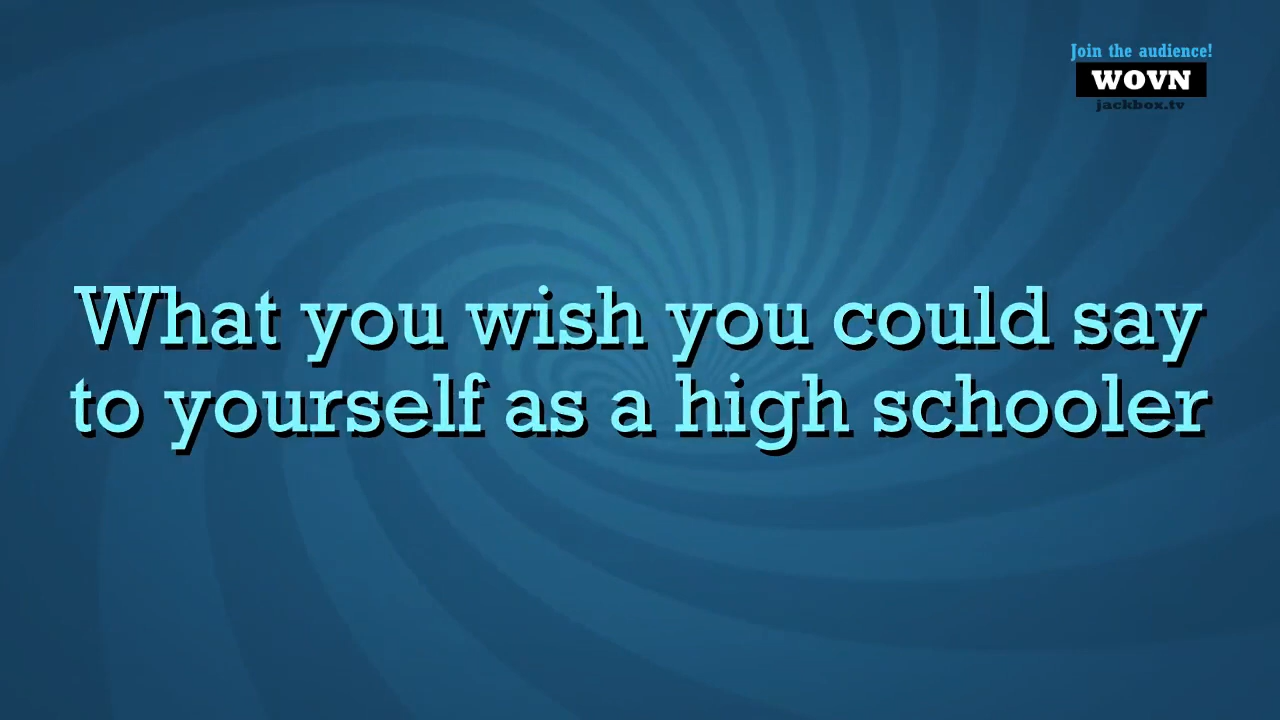 Join the audience!
WOVN
jackbox.tv
What you wish you could say
to yourself as a high schooler